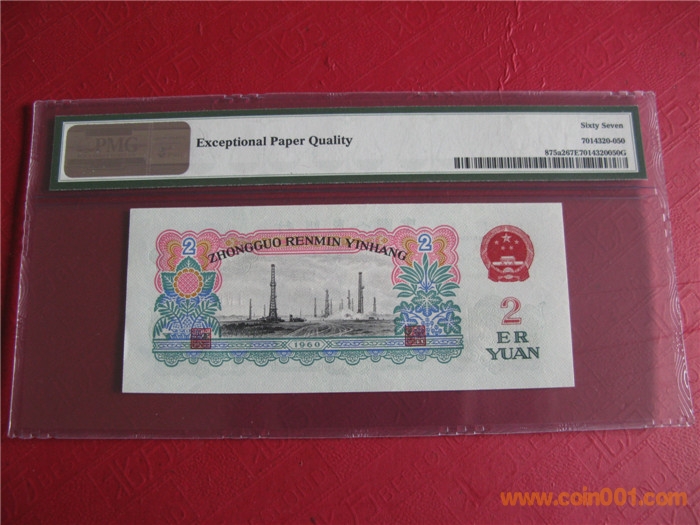 PMG
Exceptional Paper Quality
Sixty Seven
7014320-050
875a267E7014320050G
2
ZHONGGUO RENMIN YINHANG
2
1960
2
ER
YUAN
www.coin001.com